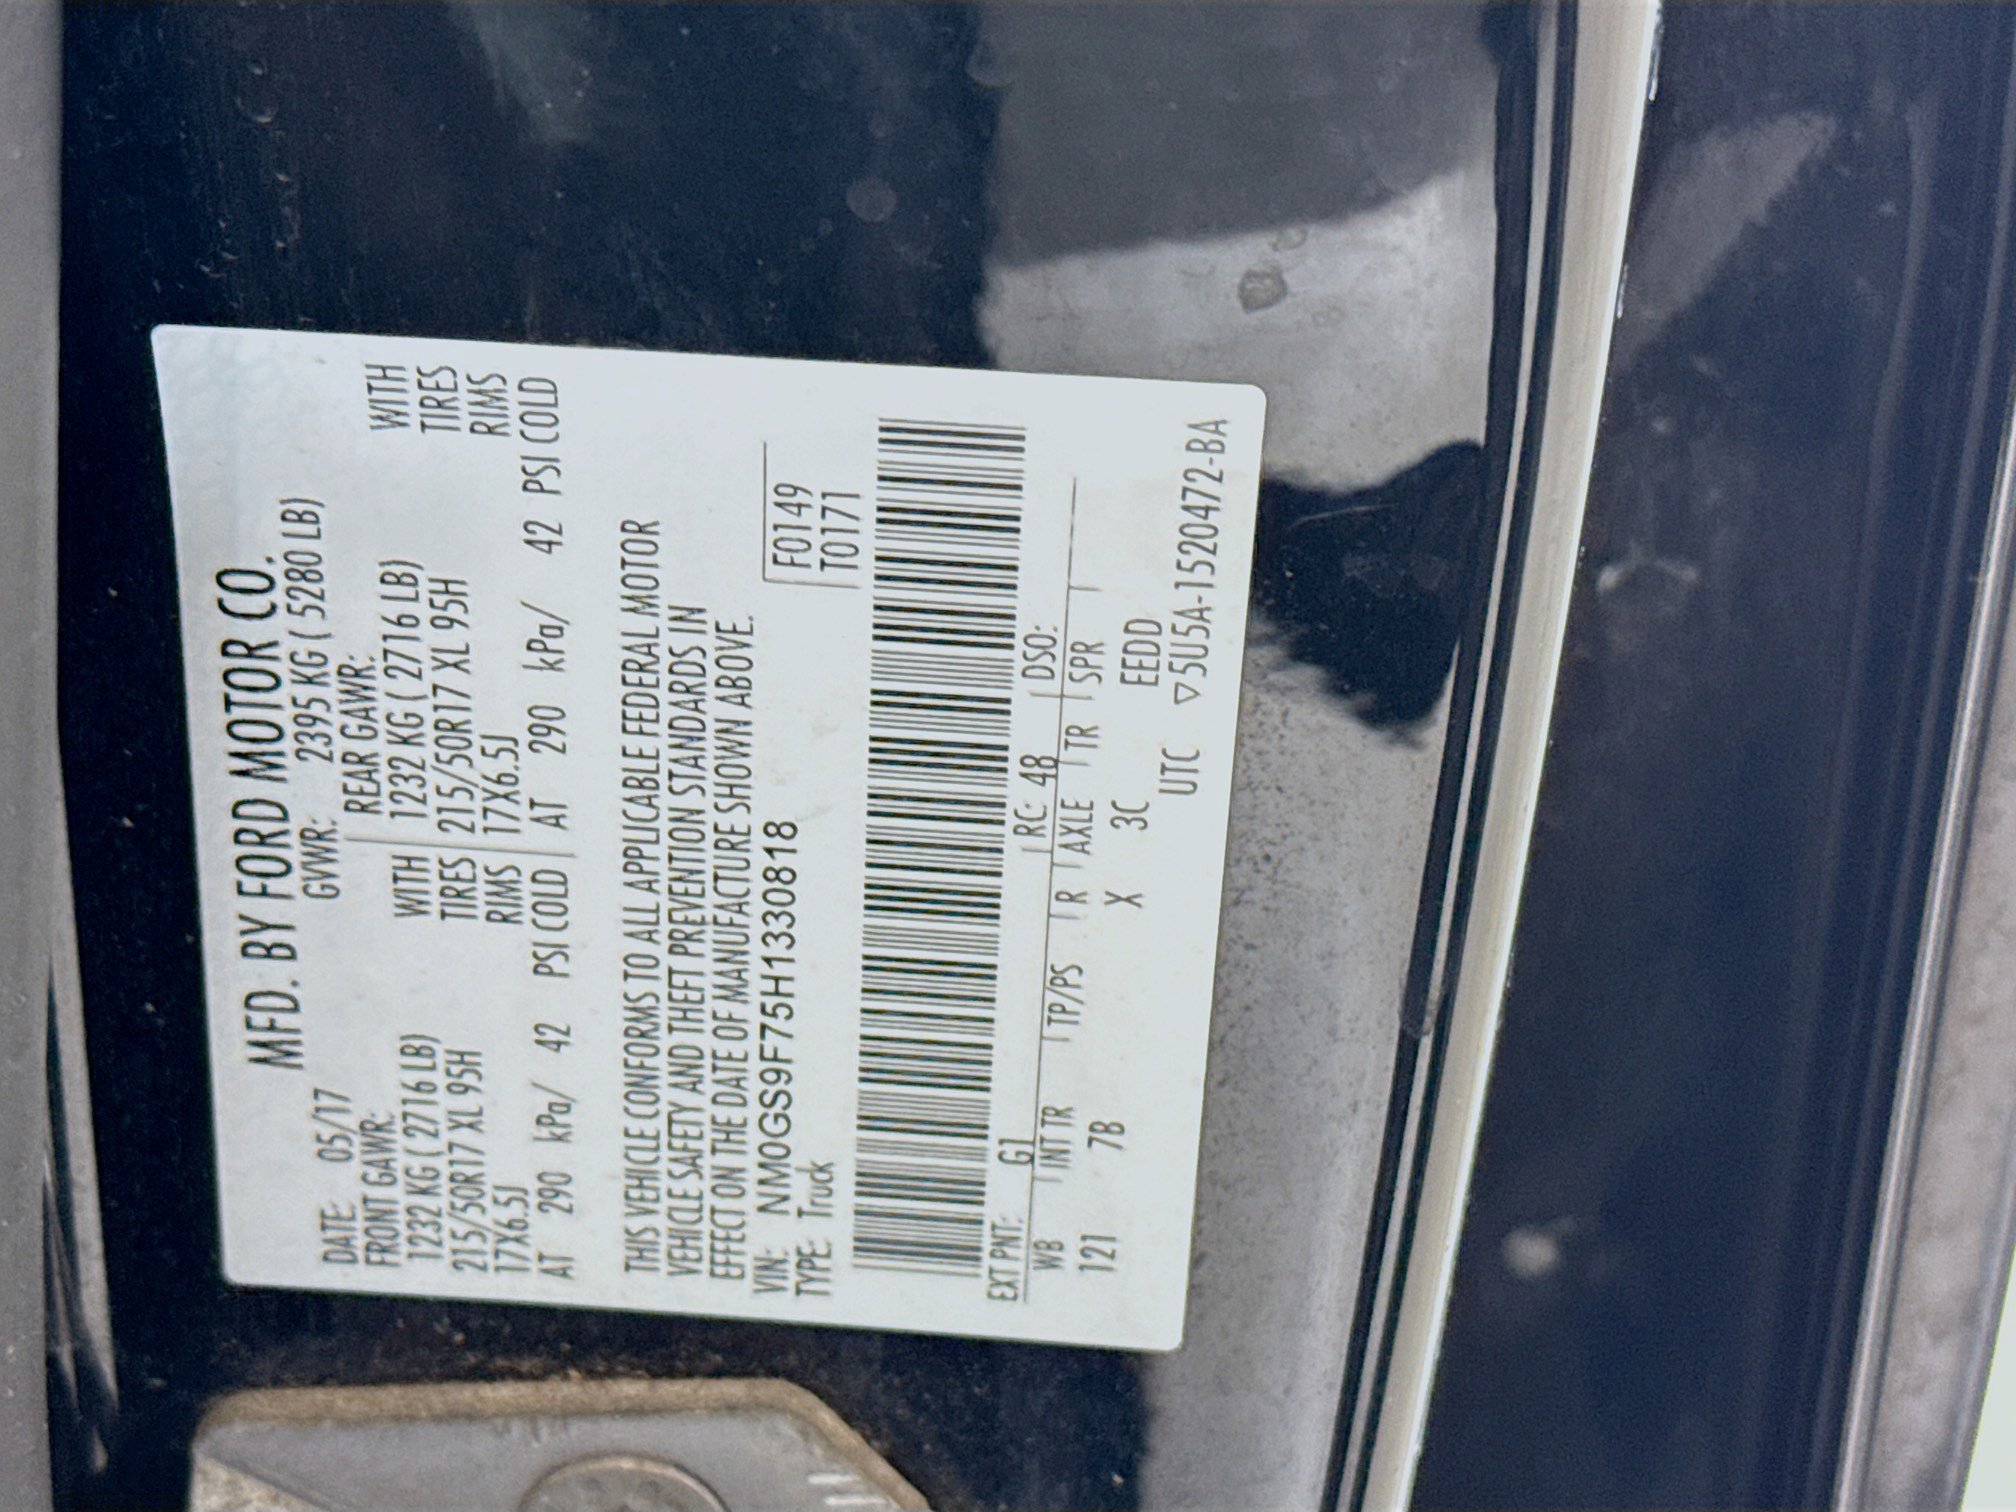 MFD. BY FORD MOTOR CO.
DATE: 05/17 GVWR: 2395 KG ( 5280 LB)
FRONT GAWR: REAR GAWR:
1232 KG ( 2716 LB) WITH 1232 KG ( 2716 LB) WITH
215/50R17 XL 95H TIRES 215/50R17 XL 95H TIRES
17X6.5J RIMS 17X6.5J RIMS
AT 290 kPa/ 42 PSI COLD AT 290 kPa/ 42 PSI COLD
THIS VEHICLE CONFORMS TO ALL APPLICABLE FEDERAL MOTOR
VEHICLE SAFETY AND THEFT PREVENTION STANDARDS IN
EFFECT ON THE DATE OF MANUFACTURE SHOWN ABOVE.
VIN: NM0GS9F75H1330818 F0149
TYPE: Truck T0171
EXT PNT: G1 RC: 48 DSO:
WB INT TR TP/PS R AXLE TR SPR
121 7B X 3C EEDD
UTC ▽5U5A-1520472-BA